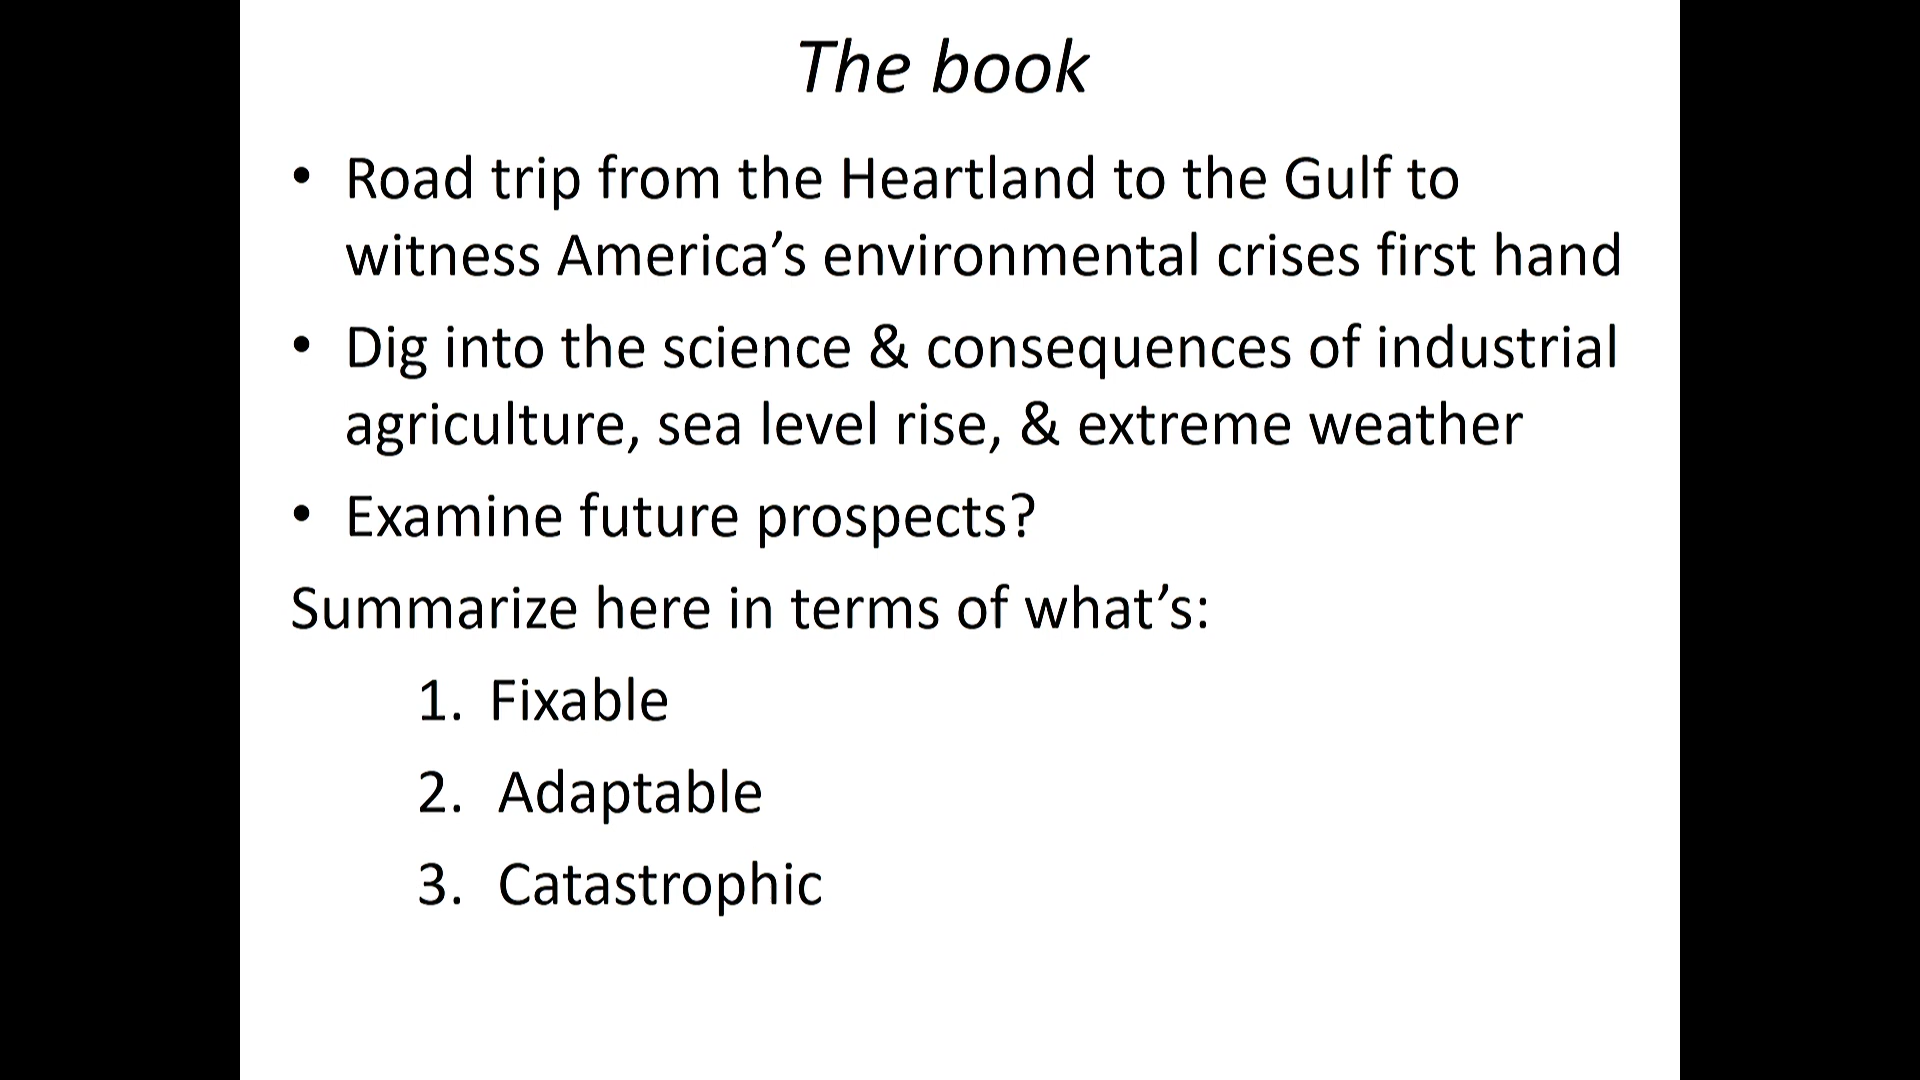 The book
• Road trip from the Heartland to the Gulf to
witness America’s environmental crises first hand
• Dig into the science & consequences of industrial
agriculture, sea level rise, & extreme weather
• Examine future prospects?
Summarize here in terms of what’s:
1. Fixable
2. Adaptable
3. Catastrophic